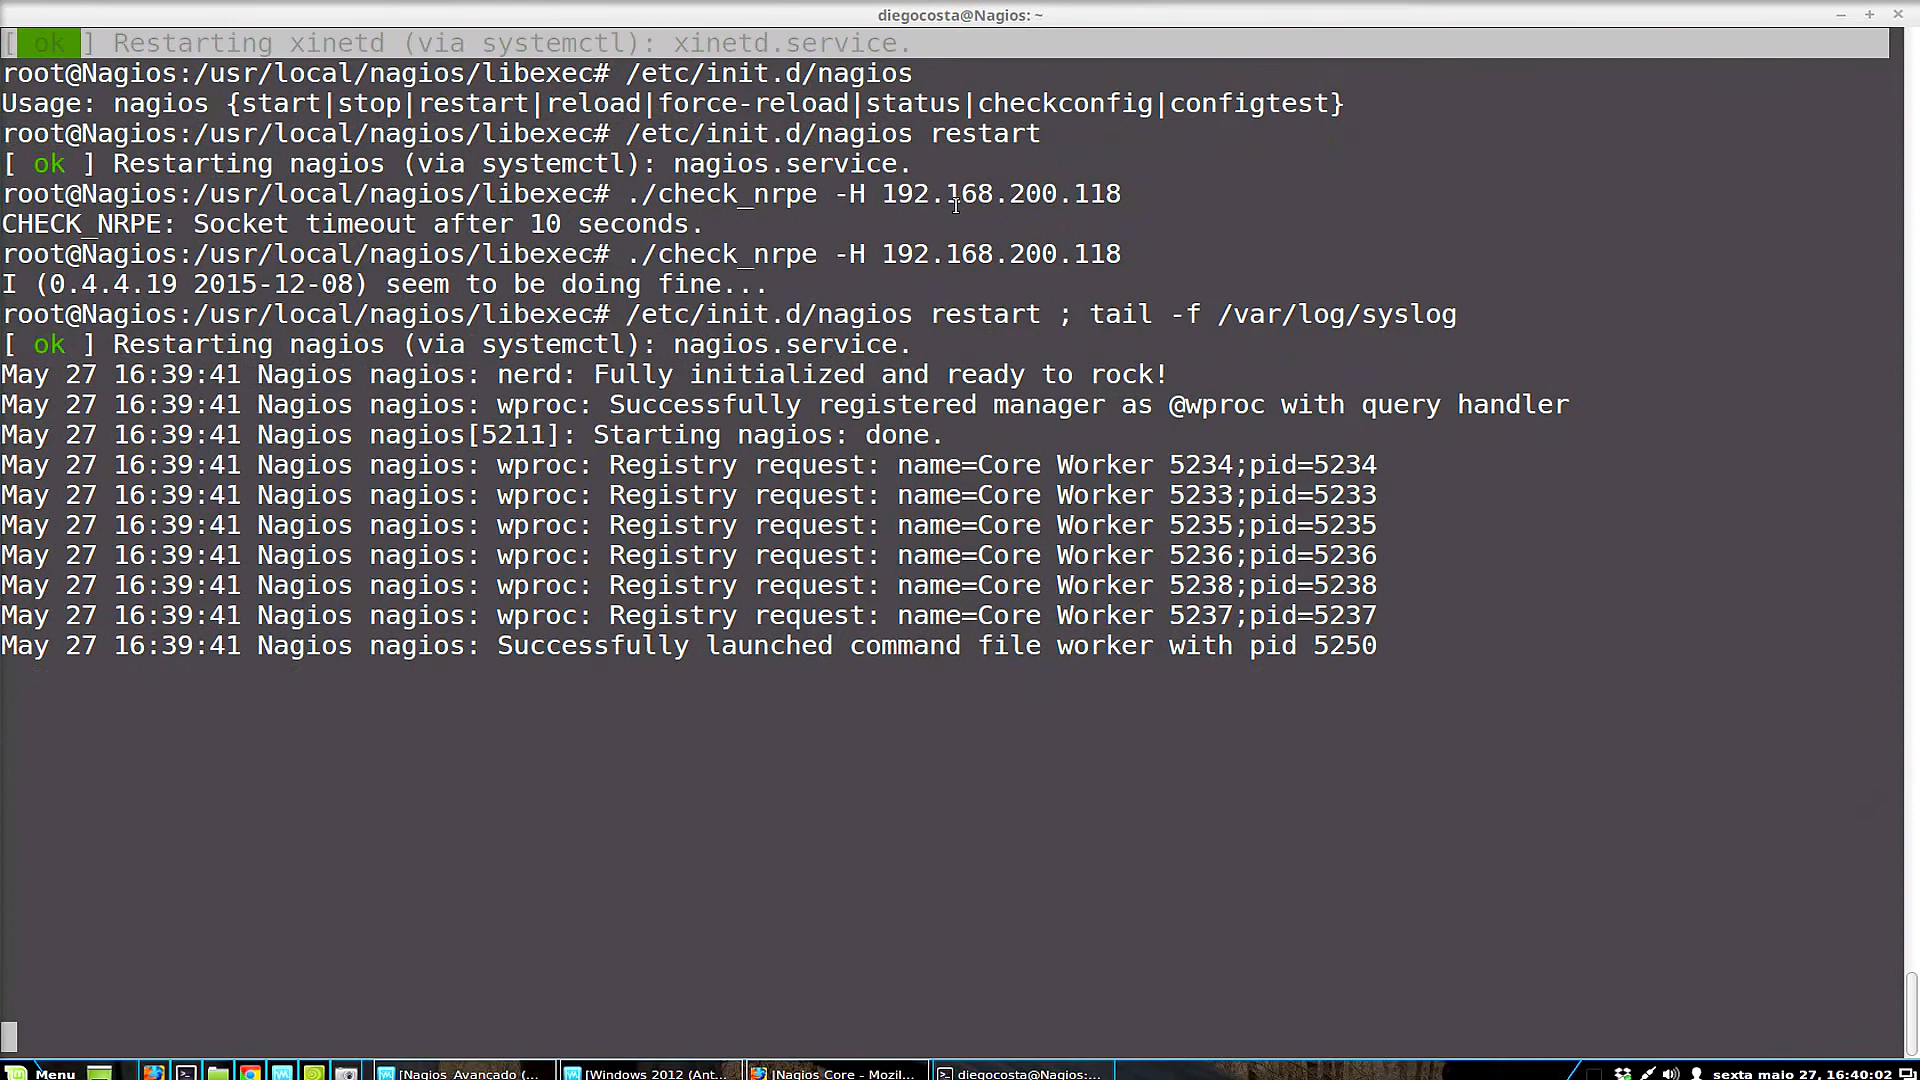 diegocosta@Nagios: ~
[ ok ] Restarting xinetd (via systemctl): xinetd.service.
root@Nagios:/usr/local/nagios/libexec# /etc/init.d/nagios
Usage: nagios {start|stop|restart|reload|force-reload|status|checkconfig|configtest}
root@Nagios:/usr/local/nagios/libexec# /etc/init.d/nagios restart
[ ok ] Restarting nagios (via systemctl): nagios.service.
root@Nagios:/usr/local/nagios/libexec# ./check_nrpe -H 192.168.200.118
CHECK_NRPE: Socket timeout after 10 seconds.
root@Nagios:/usr/local/nagios/libexec# ./check_nrpe -H 192.168.200.118
I (0.4.4.19 2015-12-08) seem to be doing fine...
root@Nagios:/usr/local/nagios/libexec# /etc/init.d/nagios restart ; tail -f /var/log/syslog
[ ok ] Restarting nagios (via systemctl): nagios.service.
May 27 16:39:41 Nagios nagios: nerd: Fully initialized and ready to rock!
May 27 16:39:41 Nagios nagios: wproc: Successfully registered manager as @wproc with query handler
May 27 16:39:41 Nagios nagios[5211]: Starting nagios: done.
May 27 16:39:41 Nagios nagios: wproc: Registry request: name=Core Worker 5234;pid=5234
May 27 16:39:41 Nagios nagios: wproc: Registry request: name=Core Worker 5233;pid=5233
May 27 16:39:41 Nagios nagios: wproc: Registry request: name=Core Worker 5235;pid=5235
May 27 16:39:41 Nagios nagios: wproc: Registry request: name=Core Worker 5236;pid=5236
May 27 16:39:41 Nagios nagios: wproc: Registry request: name=Core Worker 5238;pid=5238
May 27 16:39:41 Nagios nagios: wproc: Registry request: name=Core Worker 5237;pid=5237
May 27 16:39:41 Nagios nagios: Successfully launched command file worker with pid 5250
Menu [Nagios Avançado (... [Windows 2012 (Ant... ]Nagios Core - Mozil... diegocosta@Nagios:... sexta maio 27, 16:40:02